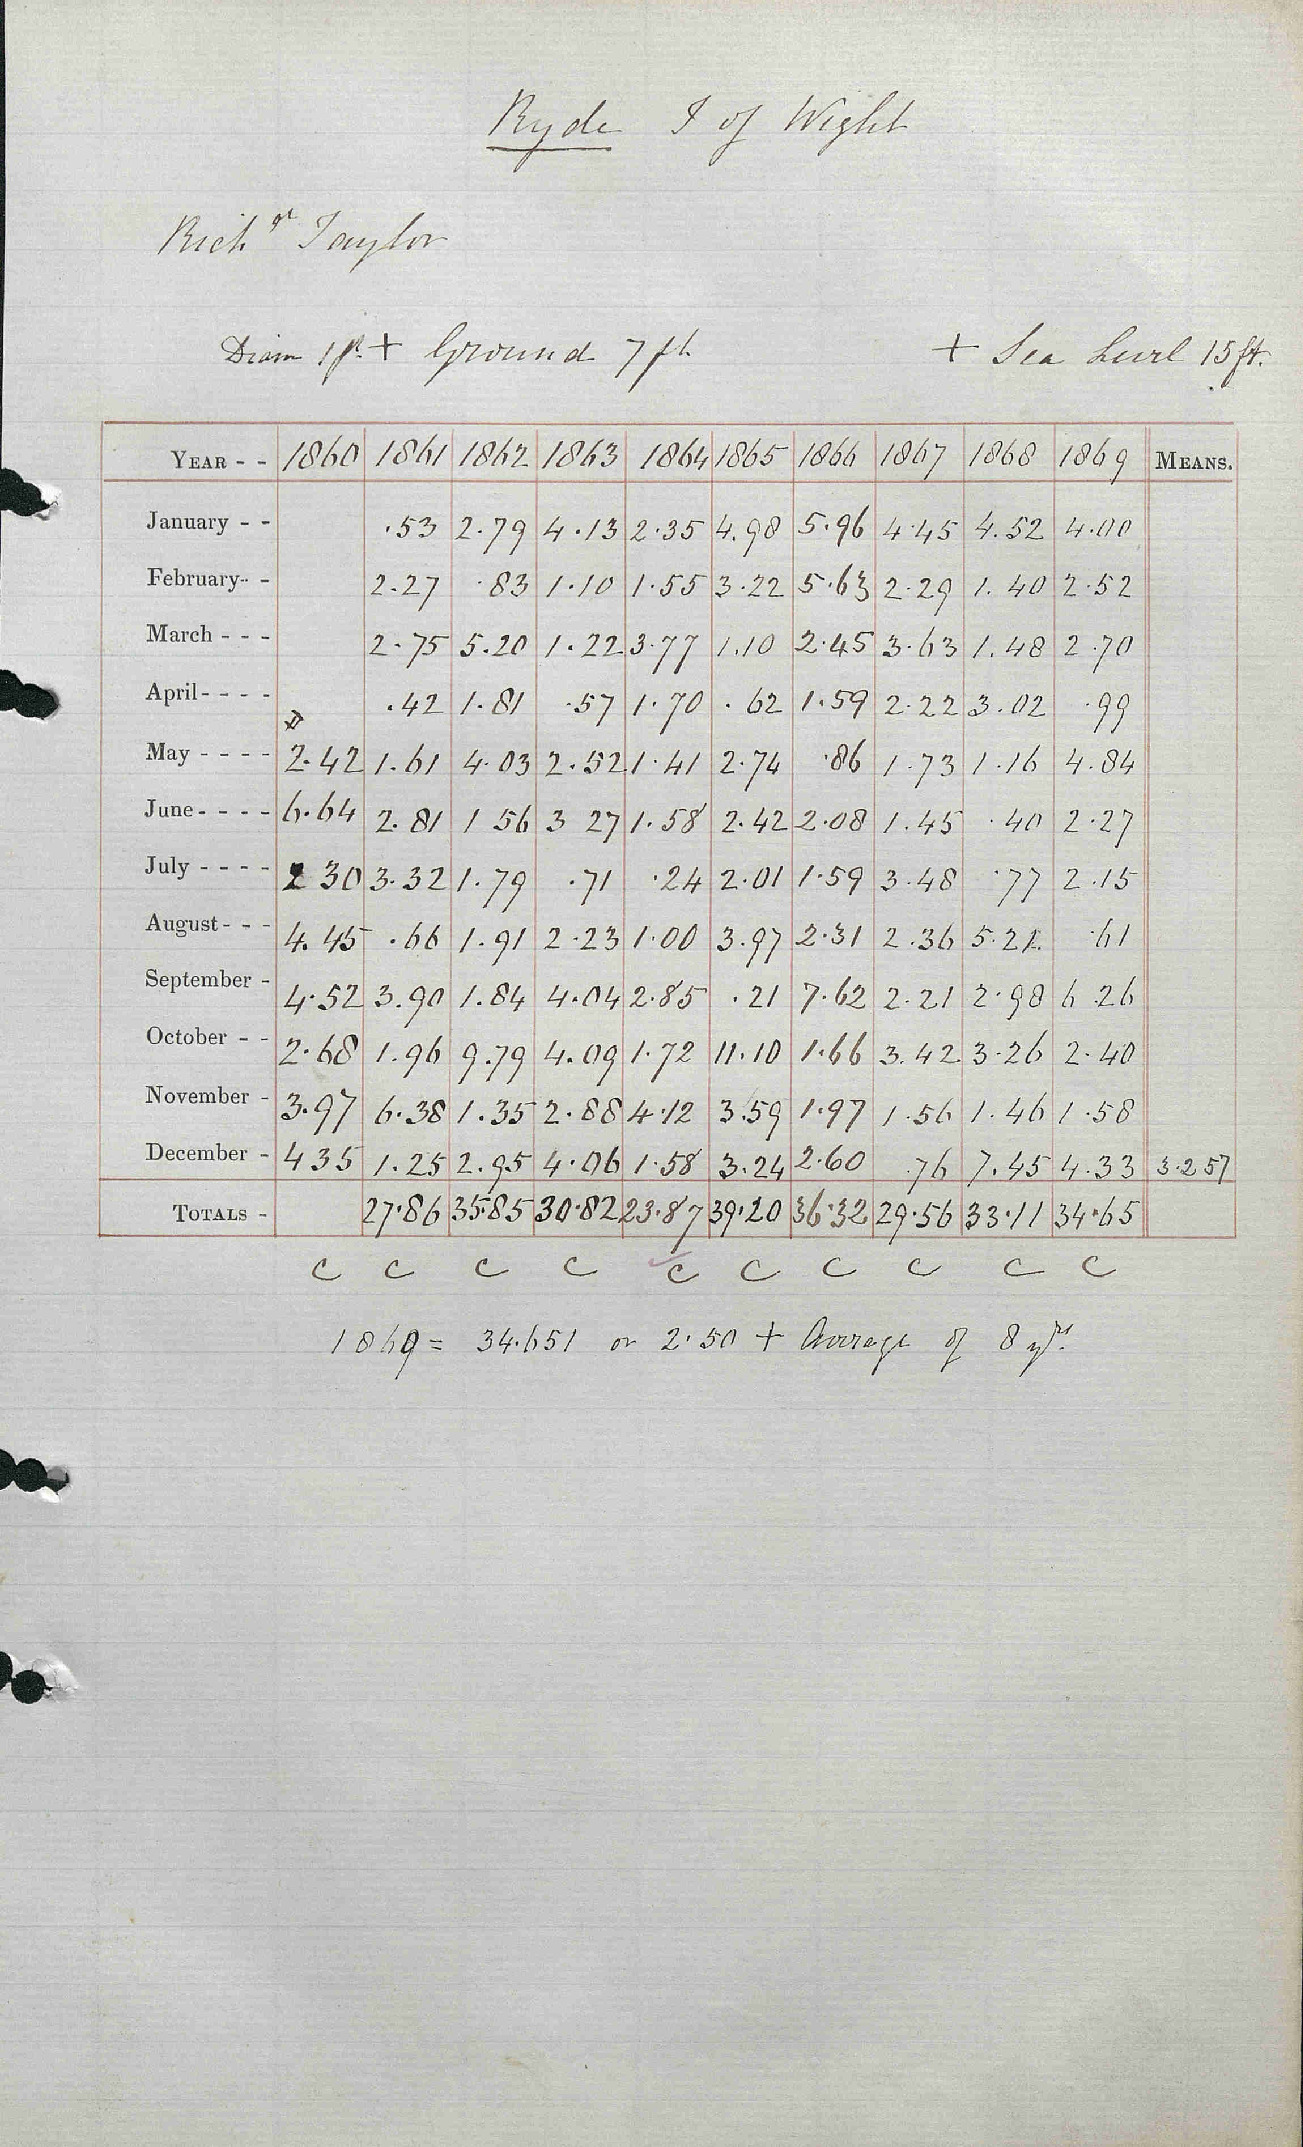 Ryde I of Wight
Richd Taylor
Diam 1 ft. + Ground 7 ft
+ Sea Level 15 ft.
YEAR - - 1860 1861 1862 1863 1864 1865 1866 1867 1868 1869 MEANS.
January - - .53 2.79 4.13 2.35 4.98 5.96 4.45 4.52 4.00
February - - 2.27 .83 1.10 1.55 3.22 5.63 2.29 1.40 2.52
March - - - 2.75 5.20 1.22 3.77 1.10 2.45 3.63 1.48 2.70
April - - - - .42 1.81 .57 1.70 .62 1.59 2.22 3.02 .99
May - - - - 2.42 1.61 4.03 2.52 1.41 2.74 .86 1.73 1.16 4.84
June - - - - 6.64 2.81 1 56 3 27 1.58 2.42 2.08 1.45 .40 2.27
July - - - - 2 30 3.32 1.79 .71 .24 2.01 1.59 3.48 .77 2.15
August - - - 4.45 .66 1.91 2.23 1.00 3.97 2.31 2.36 5.21 .61
September - 4.52 3.90 1.84 4.04 2.85 .21 7.62 2.21 2.98 6 26
October - - 2.68 1.96 9.79 4.09 1.72 11.10 1.66 3.42 3.26 2.40
November - 3.97 6.38 1.35 2.88 4.12 3.59 1.97 1.56 1.46 1.58
December - 4 35 1.25 2.95 4.06 1.58 3.24 2.60 .76 7.45 4.33 3.257
TOTALS - 27.86 35.85 30.82 23.87 39.20 36.32 29.56 33.11 34.65
C C C C C C C C C C
1869 = 34.651 or 2.50 + Average of 8 yrs.